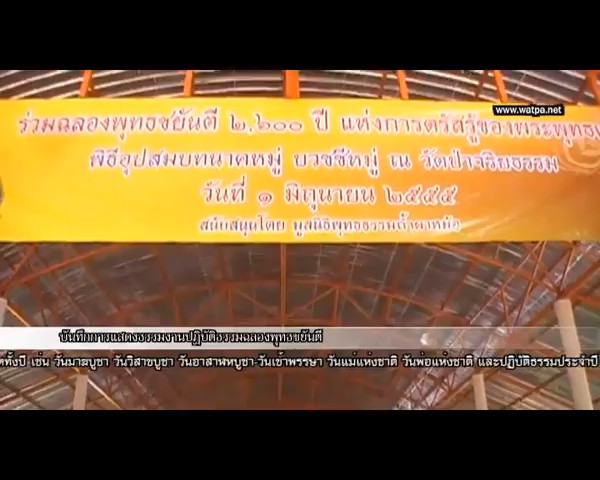 www.watpa.net
ร่วมฉลองพุทธชยันตี ๒,๖๐๐ ปี แห่งการตรัสรู้ของพระพุทธ
พิธีอุปสมบทนาคหมู่ บวชชีหมู่ ณ วัดป่าจริยธรรม
วันที่ ๑ มิถุนายน ๒๕๕๕
สนับสนุนโดย มูลนิธิพุทธธรรม
บันทึกการแสดงธรรมงานปฏิบัติธรรมฉลองพุทธชยันตี
ทั้งปี เช่น วันมาฆบูชา วันวิสาขบูชา วันอาสาฬหบูชา-วันเข้าพรรษา วันแม่แห่งชาติ วันพ่อแห่งชาติ และปฏิบัติธรรมประจำปี